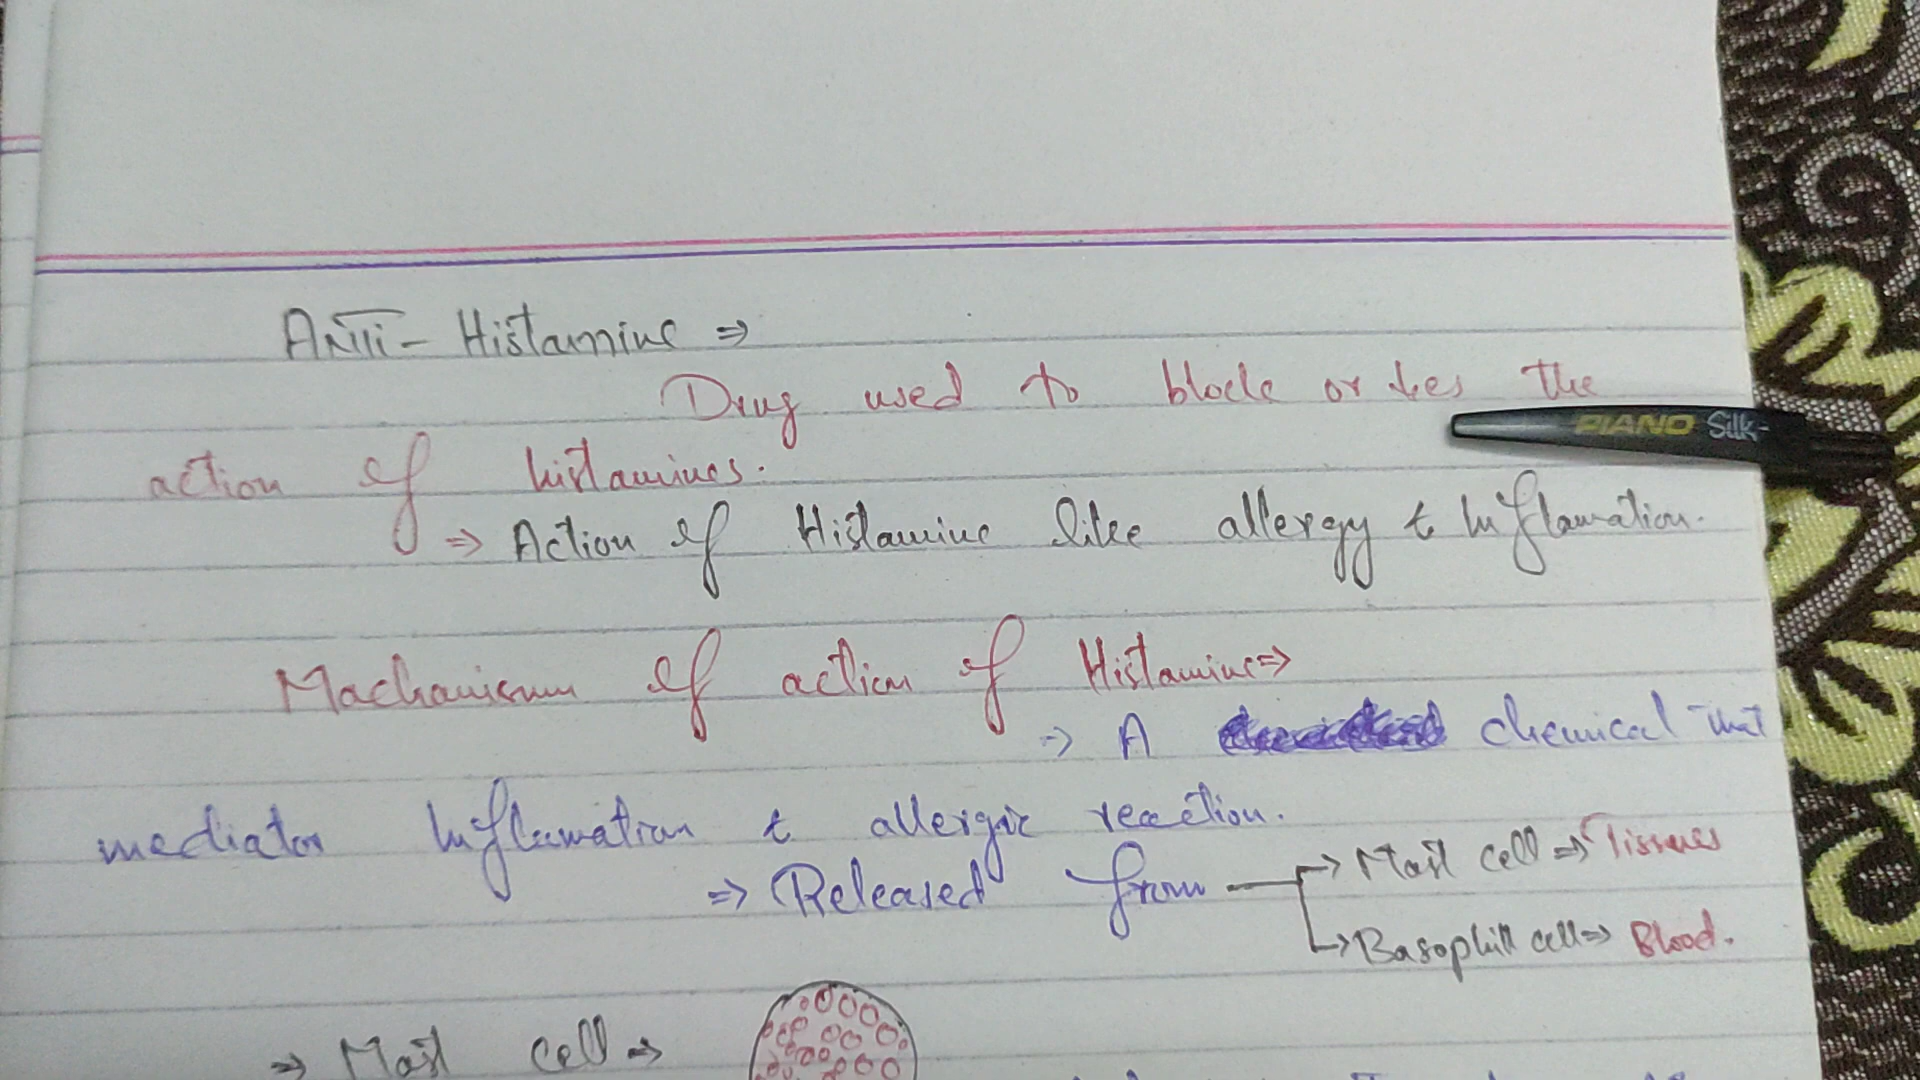 Anti - Histamine ⇒
Drug used to block or les the
PIANO Silk-
action of histamines.
⇒ Action of Histamine like allergy & Inflamation.
Machanism of action of Histamine⇒
⇒ A chemical that
mediator Inflamation & allergic reaction.
⇒ Released from → Mast cell ⇒ Tissues
↳ Basophill cell⇒ Blood.
⇒ Mast cell ⇒